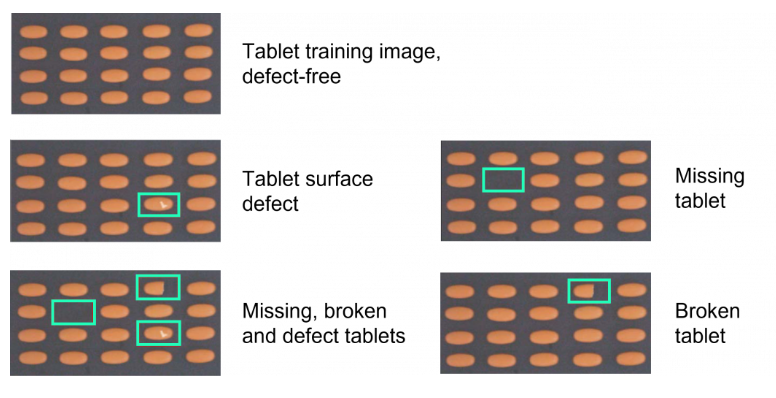 Tablet training image,
defect-free
Tablet surface
defect
Missing
tablet
Missing, broken
and defect tablets
Broken
tablet